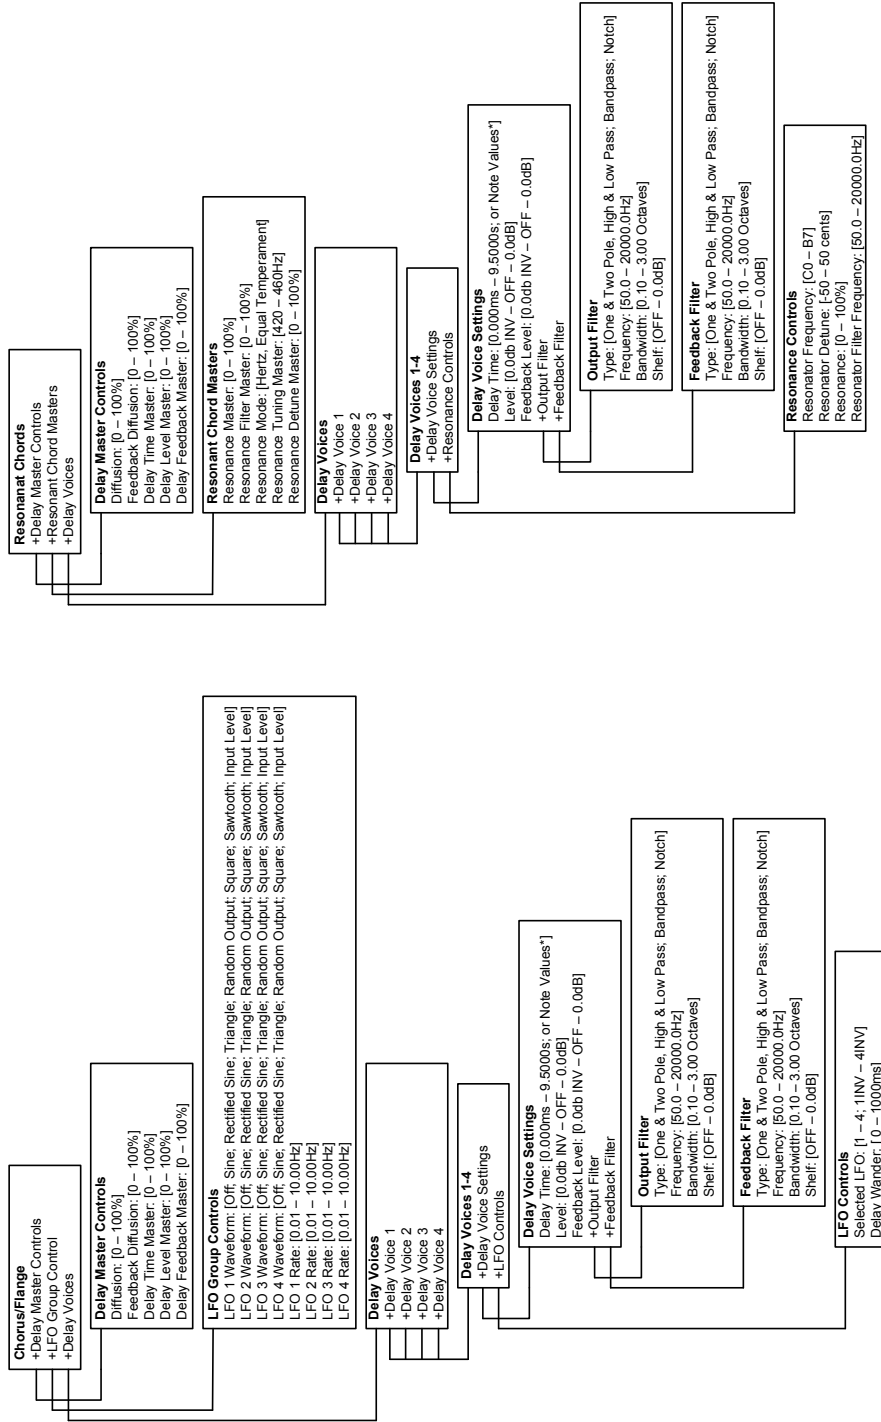 Chorus/Flange
+Delay Master Controls
+LFO Group Control
+Delay Voices
Delay Master Controls
Diffusion: [0 – 100%]
Feedback Diffusion: [0 – 100%]
Delay Time Master: [0 – 100%]
Delay Level Master: [0 – 100%]
Delay Feedback Master: [0 – 100%]
LFO Group Controls
LFO 1 Waveform: [Off; Sine; Rectified Sine; Triangle; Random Output; Square; Sawtooth; Input Level]
LFO 2 Waveform: [Off; Sine; Rectified Sine; Triangle; Random Output; Square; Sawtooth; Input Level]
LFO 3 Waveform: [Off; Sine; Rectified Sine; Triangle; Random Output; Square; Sawtooth; Input Level]
LFO 4 Waveform: [Off; Sine; Rectified Sine; Triangle; Random Output; Square; Sawtooth; Input Level]
LFO 1 Rate: [0.01 – 10.00Hz]
LFO 2 Rate: [0.01 – 10.00Hz]
LFO 3 Rate: [0.01 – 10.00Hz]
LFO 4 Rate: [0.01 – 10.00Hz]
Delay Voices
+Delay Voice 1
+Delay Voice 2
+Delay Voice 3
+Delay Voice 4
Delay Voices 1-4
+Delay Voice Settings
+LFO Controls
Delay Voice Settings
Delay Time: [0.000ms – 9.5000s; or Note Values*]
Level: [0.0db INV – OFF – 0.0dB]
Feedback Level: [0.0db INV – OFF – 0.0dB]
+Output Filter
+Feedback Filter
Output Filter
Type: [One & Two Pole, High & Low Pass; Bandpass; Notch]
Frequency: [50.0 – 20000.0Hz]
Bandwidth: [0.10 – 3.00 Octaves]
Shelf: [OFF – 0.0dB]
Feedback Filter
Type: [One & Two Pole, High & Low Pass; Bandpass; Notch]
Frequency: [50.0 – 20000.0Hz]
Bandwidth: [0.10 – 3.00 Octaves]
Shelf: [OFF – 0.0dB]
LFO Controls
Selected LFO: [1 – 4; 1INV – 4INV]
Delay Wander: [ 0 – 1000ms]
Resonanat Chords
+Delay Master Controls
+Resonant Chord Masters
+Delay Voices
Delay Master Controls
Diffusion: [0 – 100%]
Feedback Diffusion: [0 – 100%]
Delay Time Master: [0 – 100%]
Delay Level Master: [0 – 100%]
Delay Feedback Master: [0 – 100%]
Resonant Chord Masters
Resonance Master: [0 – 100%]
Resonance Filter Master: [0 – 100%]
Resonance Mode: [Hertz, Equal Temperament]
Resonance Tuning Master: [420 – 460Hz]
Resonance Detune Master: [0 – 100%]
Delay Voices
+Delay Voice 1
+Delay Voice 2
+Delay Voice 3
+Delay Voice 4
Delay Voices 1-4
+Delay Voice Settings
+Resonance Controls
Delay Voice Settings
Delay Time: [0.000ms – 9.5000s; or Note Values*]
Level: [0.0db INV – OFF – 0.0dB]
Feedback Level: [0.0db INV – OFF – 0.0dB]
+Output Filter
+Feedback Filter
Output Filter
Type: [One & Two Pole, High & Low Pass; Bandpass; Notch]
Frequency: [50.0 – 20000.0Hz]
Bandwidth: [0.10 – 3.00 Octaves]
Shelf: [OFF – 0.0dB]
Feedback Filter
Type: [One & Two Pole, High & Low Pass; Bandpass; Notch]
Frequency: [50.0 – 20000.0Hz]
Bandwidth: [0.10 – 3.00 Octaves]
Shelf: [OFF – 0.0dB]
Resonance Controls
Resonator Frequency: [C0 – B7]
Resonator Detune: [-50 – 50 cents]
Resonance: [0 – 100%]
Resonator Filter Frequency: [50.0 – 20000.0Hz]